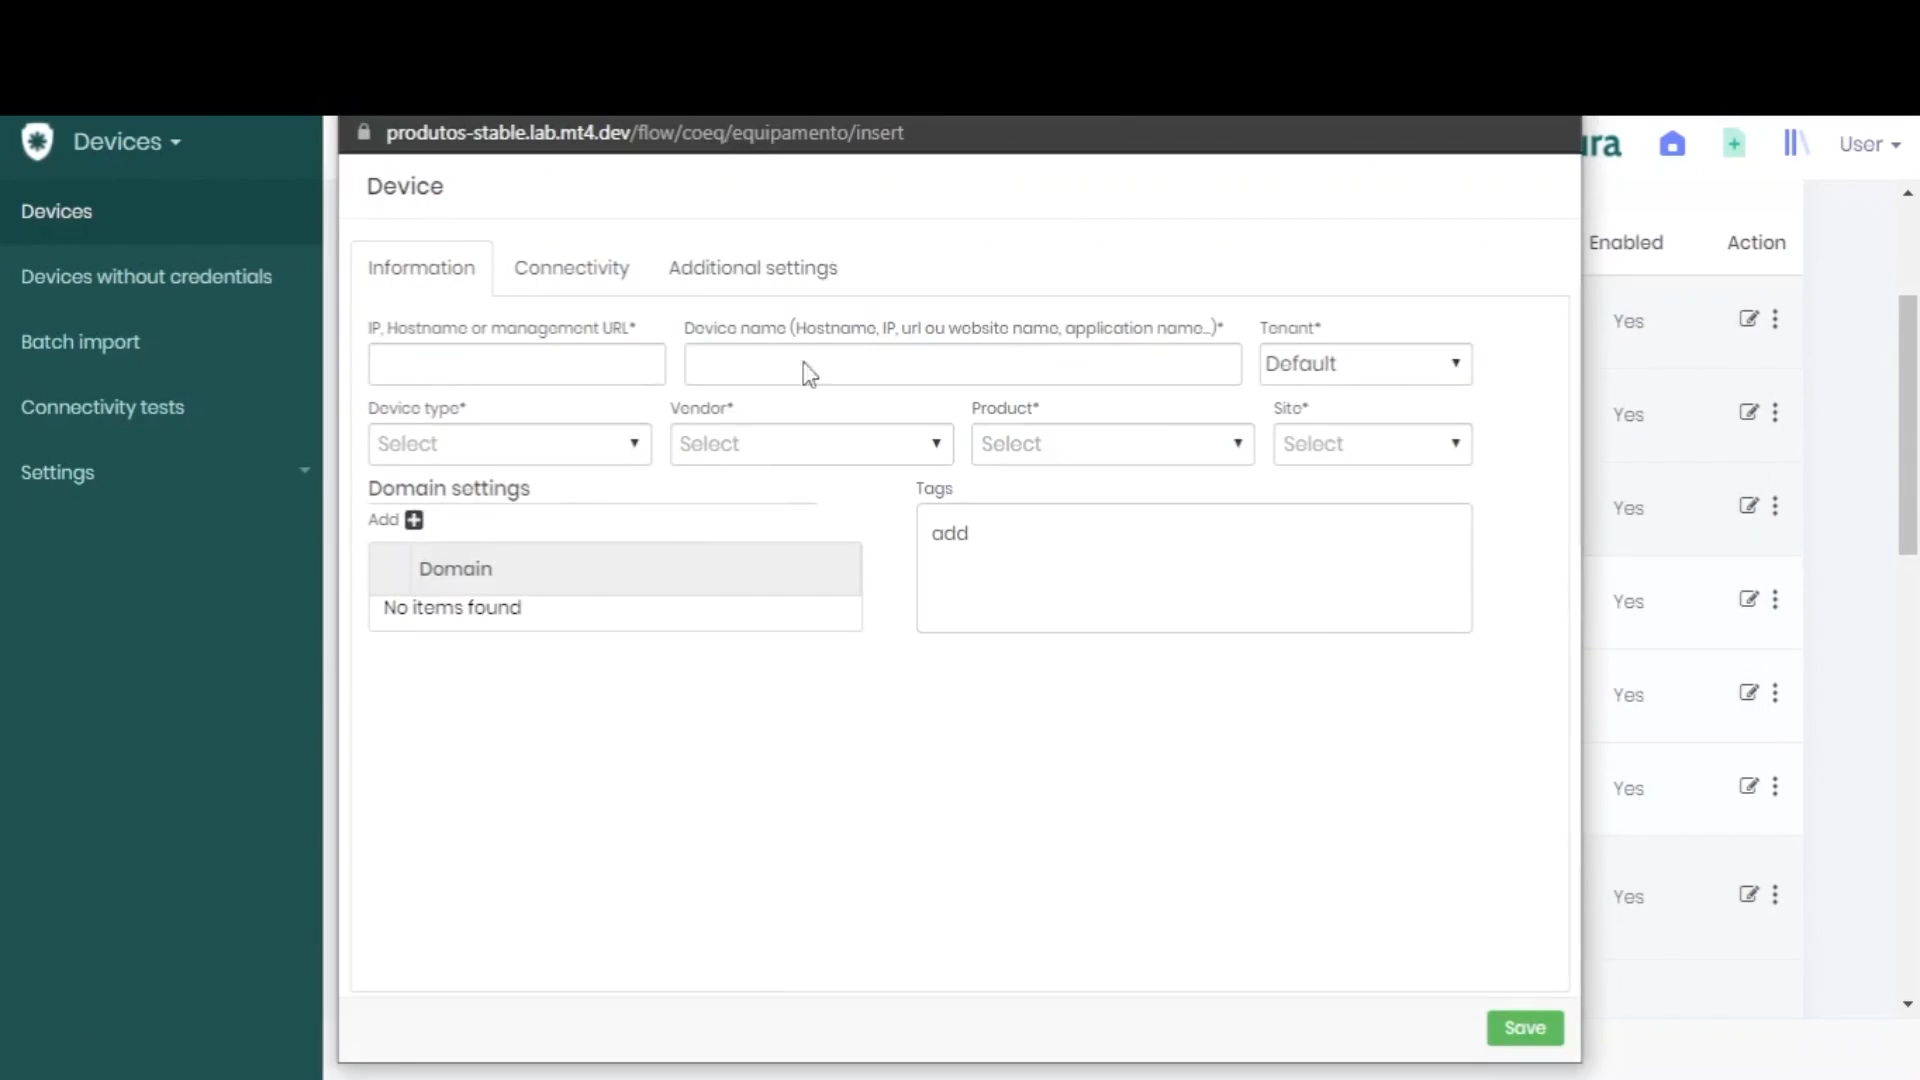 Devices
produtos-stable.lab.mt4.dev/flow/coeq/equipamento/insert
ura
User
Devices
Devices without credentials
Batch import
Connectivity tests
Settings
Device
Information
Connectivity
Additional settings
IP, Hostname or management URL*
Device name (Hostname, IP, url ou website name, application name...)*
Tenant*
Default
Device type*
Vendor*
Product*
Site*
Select
Select
Select
Select
Domain settings
Add
Domain
No items found
Tags
add
Save
Enabled
Action
Yes
Yes
Yes
Yes
Yes
Yes
Yes